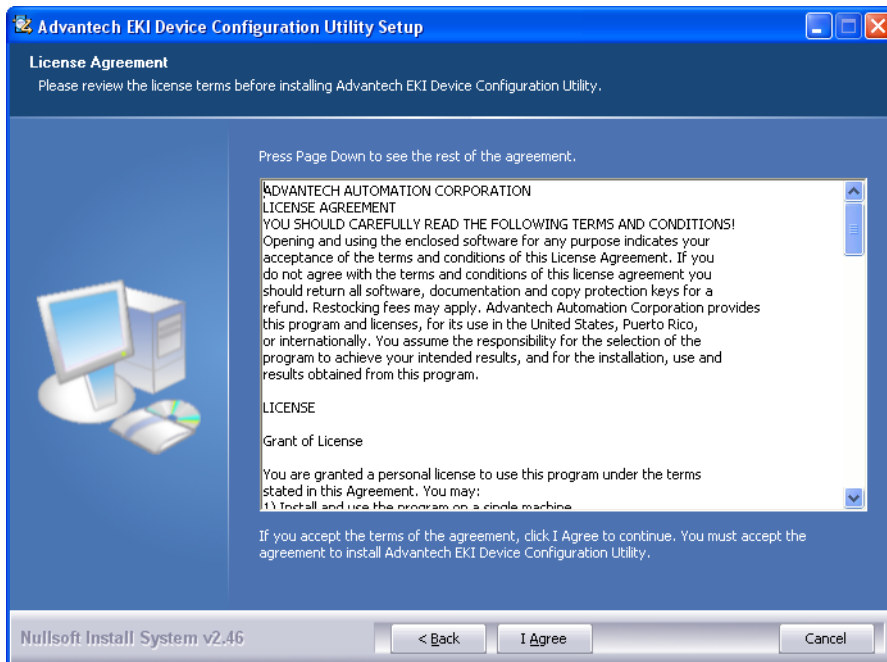 Advantech EKI Device Configuration Utility Setup
License Agreement
Please review the license terms before installing Advantech EKI Device Configuration Utility.
Press Page Down to see the rest of the agreement.
ADVANTECH AUTOMATION CORPORATION
LICENSE AGREEMENT
YOU SHOULD CAREFULLY READ THE FOLLOWING TERMS AND CONDITIONS!
Opening and using the enclosed software for any purpose indicates your
acceptance of the terms and conditions of this License Agreement. If you
do not agree with the terms and conditions of this license agreement you
should return all software, documentation and copy protection keys for a
refund. Restocking fees may apply. Advantech Automation Corporation provides
this program and licenses, for its use in the United States, Puerto Rico,
or internationally. You assume the responsibility for the selection of the
program to achieve your intended results, and for the installation, use and
results obtained from this program.
LICENSE
Grant of License
You are granted a personal license to use this program under the terms
stated in this Agreement. You may:
1) Install and use the program on a single machine
If you accept the terms of the agreement, click I Agree to continue. You must accept the
agreement to install Advantech EKI Device Configuration Utility.
Nullsoft Install System v2.46
< Back
I Agree
Cancel